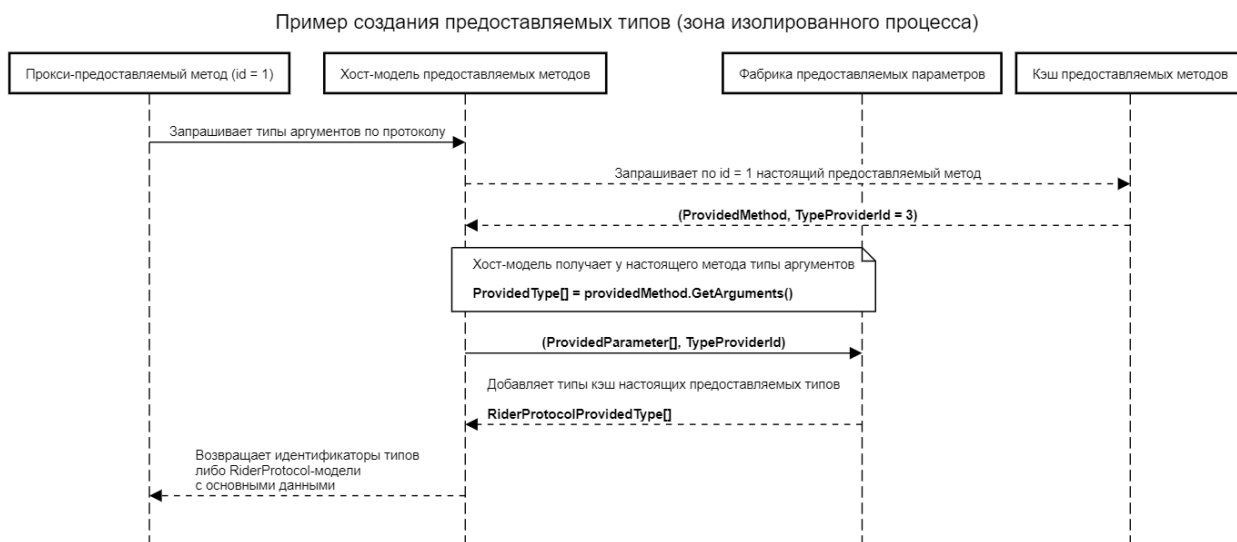 Пример создания предоставляемых типов (зона изолированного процесса)
Прокси-предоставляемый метод (id = 1)
Хост-модель предоставляемых методов
Фабрика предоставляемых параметров
Кэш предоставляемых методов
Запрашивает типы аргументов по протоколу
Запрашивает по id = 1 настоящий предоставляемый метод
(ProvidedMethod, TypeProviderId = 3)
Хост-модель получает у настоящего метода типы аргументов
ProvidedType[] = providedMethod.GetArguments()
(ProvidedParameter[], TypeProviderId)
Добавляет типы кэш настоящих предоставляемых типов
RiderProtocolProvidedType[]
Возвращает идентификаторы типов
либо RiderProtocol-модели
с основными данными